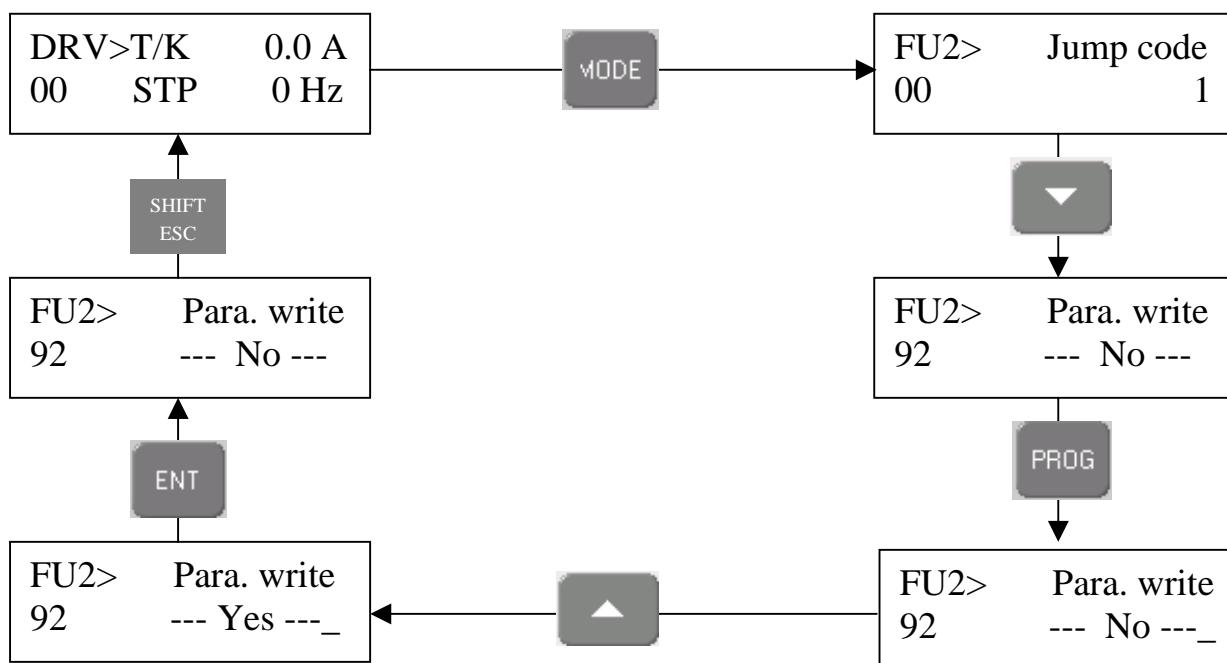 DRV>T/K 0.0 A
00 STP 0 Hz
MODE
FU2> Jump code
00 1
SHIFT
ESC
FU2> Para. write
92 --- No ---
FU2> Para. write
92 --- No ---
ENT
PROG
FU2> Para. write
92 --- Yes ---_
FU2> Para. write
92 --- No ---_